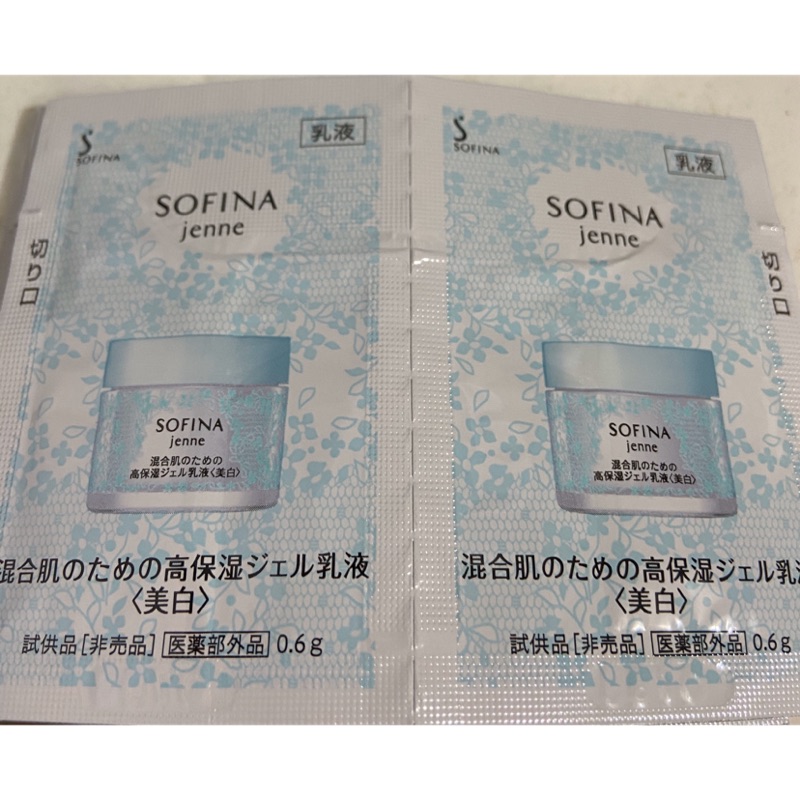 S
SOFINA
乳液
SOFINA
jenne
切り口
SOFINA
jenne
混合肌のための
高保湿ジェル乳液〈美白〉
混合肌のための高保湿ジェル乳液
〈美白〉
試供品[非売品] 医薬部外品 0.6g
S
SOFINA
乳液
SOFINA
jenne
切り口
SOFINA
jenne
混合肌のための
高保湿ジェル乳液〈美白〉
混合肌のための高保湿ジェル乳液
〈美白〉
試供品[非売品] 医薬部外品 0.6g